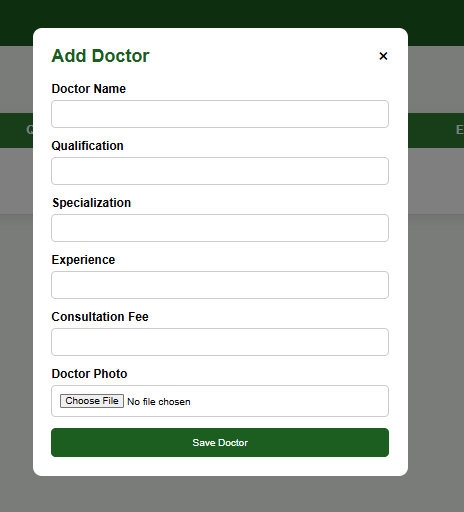 Add Doctor ×
Doctor Name
Qualification
Specialization
Experience
Consultation Fee
Doctor Photo
Choose File No file chosen
Save Doctor